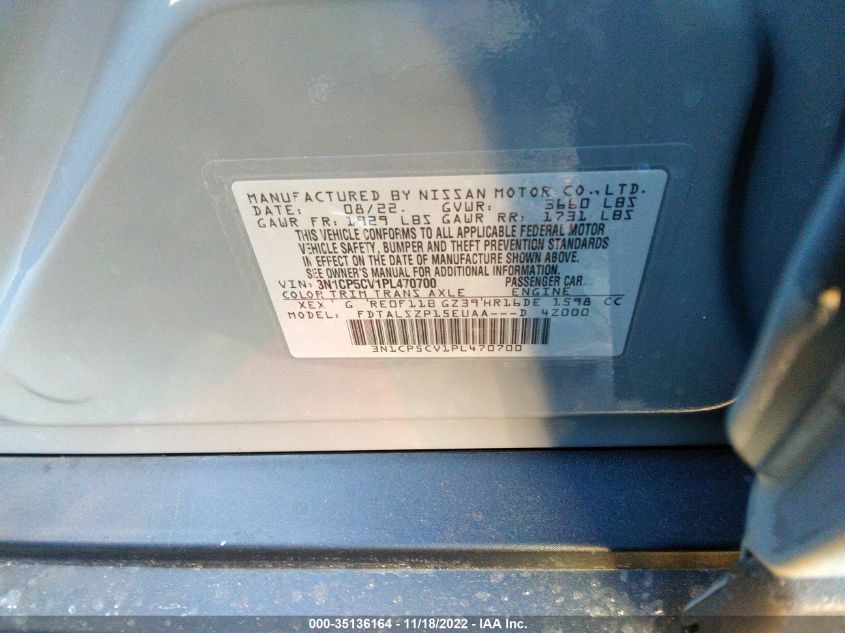 MANUFACTURED BY NISSAN MOTOR CO.,LTD.
DATE: 08/22. GVWR: 3660 LBS
GAWR FR: 1929 LBS GAWR RR: 1731 LBS
THIS VEHICLE CONFORMS TO ALL APPLICABLE FEDERAL MOTOR
VEHICLE SAFETY, BUMPER AND THEFT PREVENTION STANDARDS
IN EFFECT ON THE DATE OF MANUFACTURE SHOWN ABOVE.
SEE OWNER'S MANUAL FOR ADDITIONAL INFORMATION.
VIN: 3N1CP5CV1PL470700 PASSENGER CAR
COLOR TRIM TRANS AXLE ENGINE
XEX G RE0F11B GZ39 HR16DE 1598 CC
MODEL: FDTALSZP15EUAA---D 4Z000
3N1CP5CV1PL470700
000-35136164 — 11/18/2022 — IAA Inc.